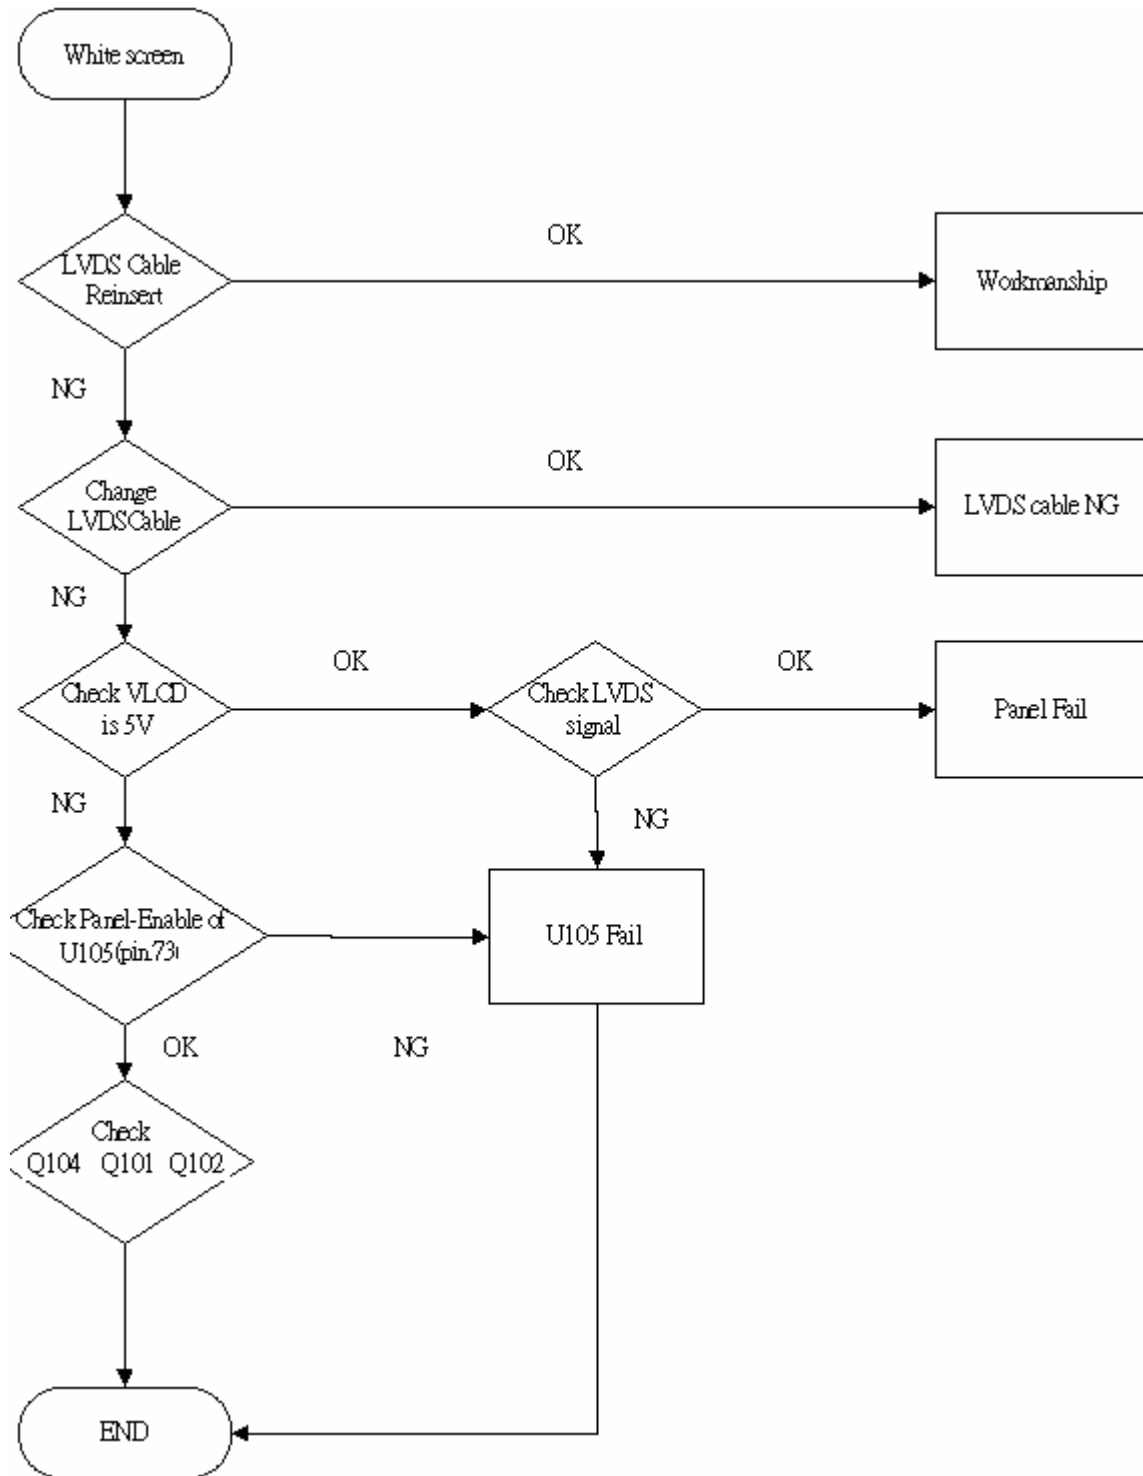 White screen
OK
LVDS Cable
Reinsert
Workmanship
NG
OK
Change
LVDSCable
LVDS cable NG
NG
OK
OK
Check VLCD
is 5V
Check LVDS
signal
Panel Fail
NG
NG
Check Panel-Enable of
U105(pin73)
U105 Fail
OK
NG
Check
Q104 Q101 Q102
END